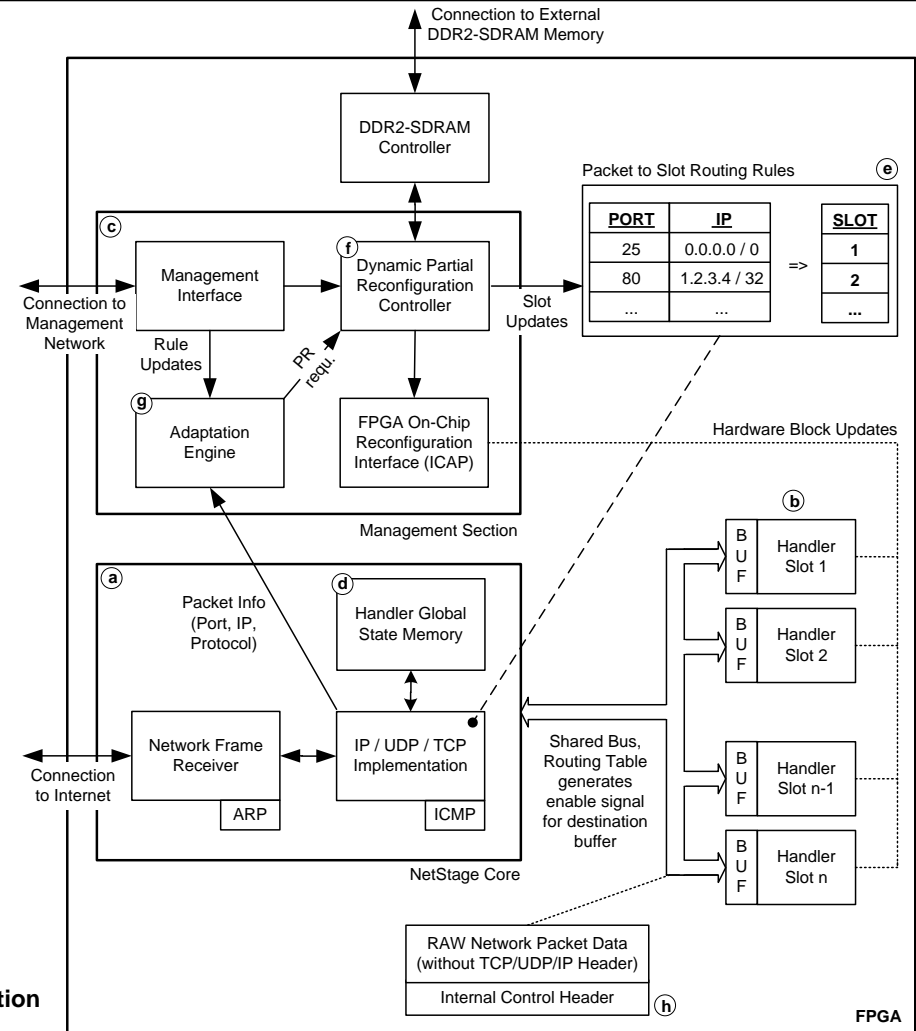 Connection to External
DDR2-SDRAM Memory
DDR2-SDRAM
Controller
Packet to Slot Routing Rules
e
PORT IP SLOT
25 0.0.0.0 / 0 1
80 1.2.3.4 / 32 => 2
... ... ...
c
Management
Interface
f
Dynamic Partial
Reconfiguration
Controller
Connection to
Management
Network
Slot
Updates
Rule
Updates
PR
requ.
g
Adaptation
Engine
FPGA On-Chip
Reconfiguration
Interface (ICAP)
Hardware Block Updates
Management Section
b
BUF
Handler
Slot 1
BUF
Handler
Slot 2
BUF
Handler
Slot n-1
BUF
Handler
Slot n
a
Packet Info
(Port, IP,
Protocol)
d
Handler Global
State Memory
Network Frame
Receiver
ARP
IP / UDP / TCP
Implementation
ICMP
Connection
to Internet
Shared Bus,
Routing Table
generates
enable signal
for destination
buffer
NetStage Core
RAW Network Packet Data
(without TCP/UDP/IP Header)
Internal Control Header
h
tion
FPGA